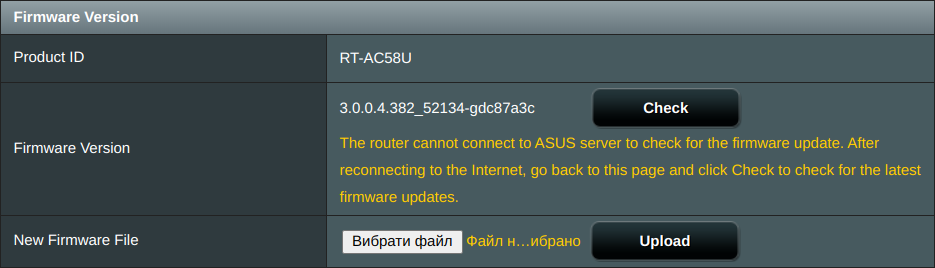 Firmware Version
Product ID
RT-AC58U
Firmware Version
3.0.0.4.382_52134-gdc87a3c
Check
The router cannot connect to ASUS server to check for the firmware update. After
reconnecting to the Internet, go back to this page and click Check to check for the latest
firmware updates.
New Firmware File
Вибрати файл Файл н…ибрано
Upload